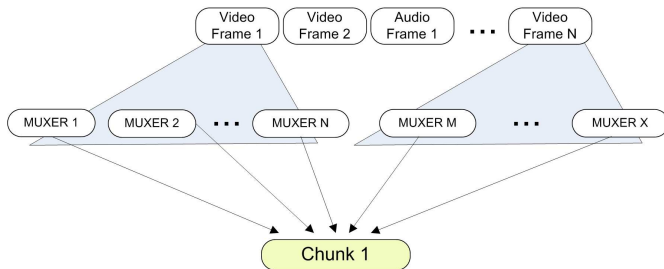 Video
Frame 1
Video
Frame 2
Audio
Frame 1
...
Video
Frame N
MUXER 1
MUXER 2
...
MUXER N
MUXER M
...
MUXER X
Chunk 1